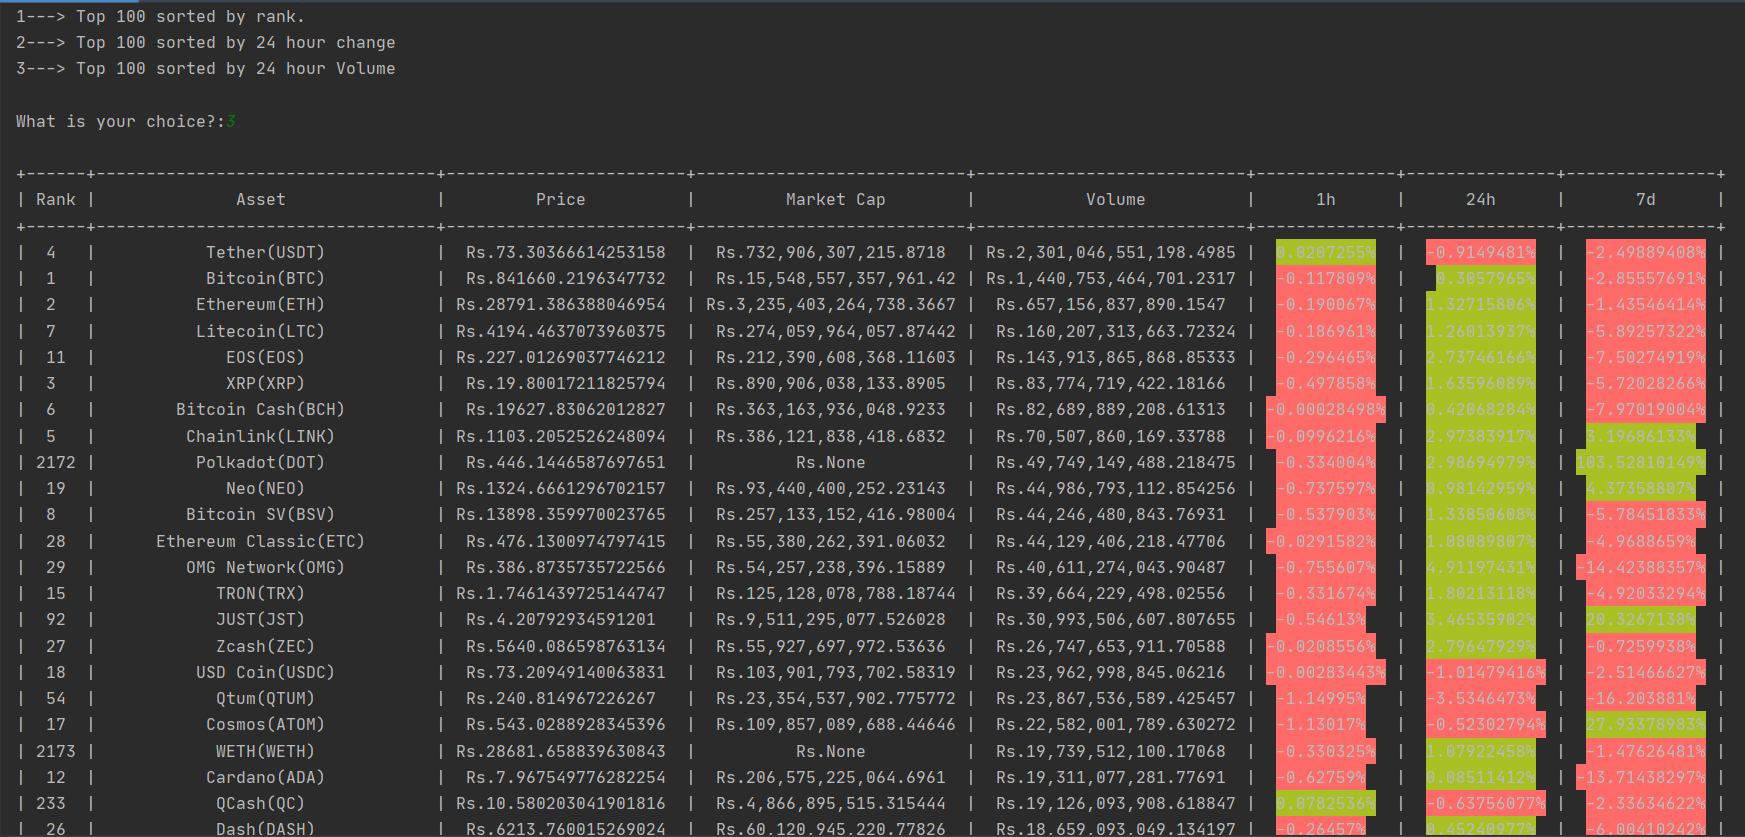 1---> Top 100 sorted by rank.
2---> Top 100 sorted by 24 hour change
3---> Top 100 sorted by 24 hour Volume
What is your choice?:3
+------+----------------------------------+------------------------+---------------------------+---------------------------+--------------+---------------+---------------+
| Rank | Asset | Price | Market Cap | Volume | 1h | 24h | 7d |
+------+----------------------------------+------------------------+---------------------------+---------------------------+--------------+---------------+---------------+
| 4 | Tether(USDT) | Rs.73.30366614253158 | Rs.732,906,307,215.8718 | Rs.2,301,046,551,198.4985 | 0.0207255% | -0.9149481% | -2.49889408% |
| 1 | Bitcoin(BTC) | Rs.841660.2196347732 | Rs.15,548,557,357,961.42 | Rs.1,440,753,464,701.2317 | -0.117809% | 0.3857965% | -2.85557691% |
| 2 | Ethereum(ETH) | Rs.28791.386388046954 | Rs.3,235,403,264,738.3667 | Rs.657,156,837,890.1547 | -0.190067% | 1.32715806% | -1.43546414% |
| 7 | Litecoin(LTC) | Rs.4194.4637073960375 | Rs.274,059,964,057.87442 | Rs.160,207,313,663.72324 | -0.186961% | 1.26013937% | -5.89257322% |
| 11 | EOS(EOS) | Rs.227.01269037746212 | Rs.212,390,608,368.11603 | Rs.143,913,865,868.85333 | -0.296465% | 2.73746166% | -7.50274919% |
| 3 | XRP(XRP) | Rs.19.80017211825794 | Rs.890,906,038,133.8905 | Rs.83,774,719,422.18166 | -0.497858% | 1.63596089% | -5.72028266% |
| 6 | Bitcoin Cash(BCH) | Rs.19627.83062012827 | Rs.363,163,936,048.9233 | Rs.82,689,889,208.61313 | -0.00028498% | 0.42068284% | -7.97019004% |
| 5 | Chainlink(LINK) | Rs.1103.2052526248094 | Rs.386,121,838,418.6832 | Rs.70,507,860,169.33788 | -0.0996216% | 2.97383917% | 3.19686133% |
| 2172 | Polkadot(DOT) | Rs.446.1446587697651 | Rs.None | Rs.49,749,149,488.218475 | -0.334004% | 2.98694979% | 103.52810149% |
| 19 | Neo(NEO) | Rs.1324.6661296702157 | Rs.93,440,400,252.23143 | Rs.44,986,793,112.854256 | -0.737597% | 0.98142959% | 4.37358807% |
| 8 | Bitcoin SV(BSV) | Rs.13898.359970023765 | Rs.257,133,152,416.98004 | Rs.44,246,480,843.76931 | -0.537903% | 1.33850608% | -5.78451833% |
| 28 | Ethereum Classic(ETC) | Rs.476.1300974797415 | Rs.55,380,262,391.06032 | Rs.44,129,406,218.47706 | -0.0291582% | 1.08089807% | -4.9688659% |
| 29 | OMG Network(OMG) | Rs.386.8735735722566 | Rs.54,257,238,396.15889 | Rs.40,611,274,043.90487 | -0.755607% | 4.91197431% | -14.42388357% |
| 15 | TRON(TRX) | Rs.1.7461439725144747 | Rs.125,128,078,788.18744 | Rs.39,664,229,498.02556 | -0.331674% | 1.80213118% | -4.92033294% |
| 92 | JUST(JST) | Rs.4.20792934591201 | Rs.9,511,295,077.526028 | Rs.30,993,506,607.807655 | -0.54613% | 3.46535982% | 20.3267138% |
| 27 | Zcash(ZEC) | Rs.5640.086598763134 | Rs.55,927,697,972.53636 | Rs.26,747,653,911.70588 | -0.0208556% | 2.79647929% | -0.7259938% |
| 18 | USD Coin(USDC) | Rs.73.20949140063831 | Rs.103,901,793,702.58319 | Rs.23,962,998,845.06216 | -0.00283443% | -1.01479416% | -2.51466627% |
| 54 | Qtum(QTUM) | Rs.240.814967226267 | Rs.23,354,537,902.775772 | Rs.23,867,536,589.425457 | -1.14995% | -3.5346473% | -16.203881% |
| 17 | Cosmos(ATOM) | Rs.543.0288928345396 | Rs.109,857,089,688.44646 | Rs.22,582,001,789.630272 | -1.13017% | -0.52302794% | 27.93378983% |
| 2173 | WETH(WETH) | Rs.28681.658839630843 | Rs.None | Rs.19,739,512,100.17068 | -0.330325% | 1.07922458% | -1.47626481% |
| 12 | Cardano(ADA) | Rs.7.967549776282254 | Rs.206,575,225,064.6961 | Rs.19,311,077,281.77691 | -0.62759% | 0.08511412% | -13.71438297% |
| 233 | QCash(QC) | Rs.10.580203041901816 | Rs.4,866,895,515.315444 | Rs.19,126,093,908.618847 | 0.0782536% | -0.63756077% | -2.33634622% |
| 26 | Dash(DASH) | Rs.6213.760015269024 | Rs.60,120,945,220.77826 | Rs.18,659,093,049.134197 | -0.26457% | 0.45240977% | -6.00410242% |